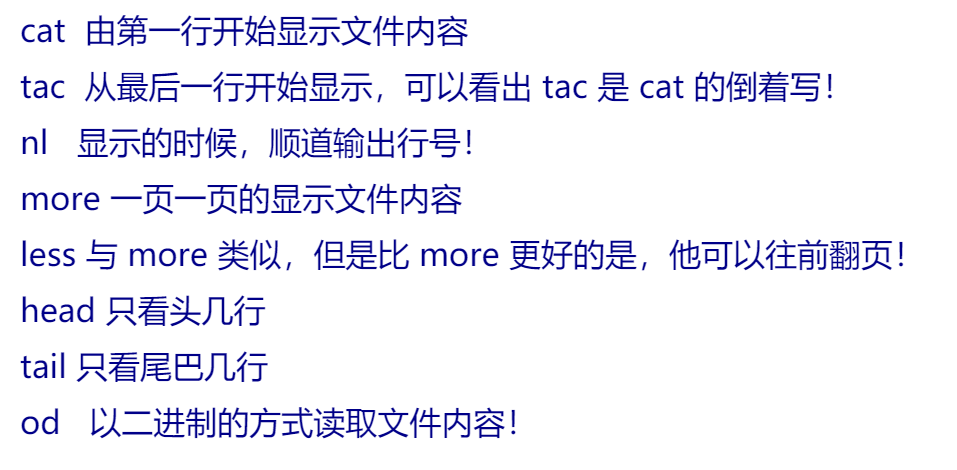 cat  由第一行开始显示文件内容
tac  从最后一行开始显示，可以看出 tac 是 cat 的倒着写！
nl   显示的时候，顺道输出行号！
more 一页一页的显示文件内容
less 与 more 类似，但是比 more 更好的是，他可以往前翻页！
head 只看头几行
tail 只看尾巴几行
od   以二进制的方式读取文件内容！